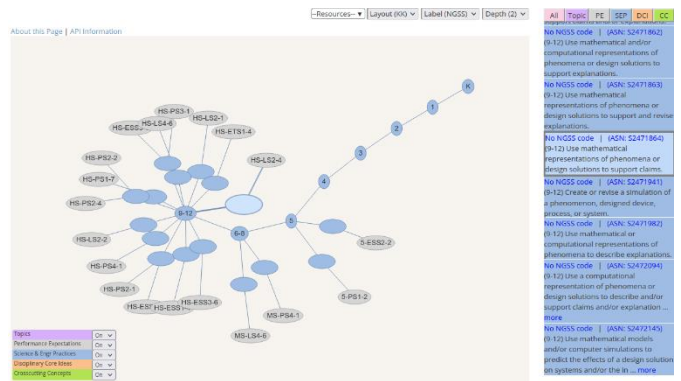 --Resources-- ▾ Layout (KK) Label (NGSS) Depth (2)
About this Page | API Information
K
1
2
3
4
5
6-8
9-12
HS-PS3-1
HS-LS4-6
HS-LS2-1
HS-ETS1-4
HS-LS2-4
HS-PS2-2
HS-PS1-7
HS-PS2-4
HS-LS2-2
HS-PS4-1
HS-PS2-1
HS-ESS3-6
MS-LS4-6
MS-PS4-1
5-PS1-2
5-ESS2-2
Topics On
Performance Expectations On
Science & Engr Practices On
Disciplinary Core Ideas On
Crosscutting Concepts On
All Topic PE SEP DCI CC
No NGSS code | (ASN: S2471862)
(9-12) Use mathematical and/or
computational representations of
phenomena or design solutions to
support explanations.
No NGSS code | (ASN: S2471863)
(9-12) Use mathematical
representations of phenomena or
design solutions to support and revise
explanations.
No NGSS code | (ASN: S2471864)
(9-12) Use mathematical
representations of phenomena or
design solutions to support claims.
No NGSS code | (ASN: S2471941)
(9-12) Create or revise a simulation of
a phenomenon, designed device,
process, or system.
No NGSS code | (ASN: S2471982)
(9-12) Use mathematical or
computational representations of
phenomena to describe explanations.
No NGSS code | (ASN: S2472094)
(9-12) Use a computational
representation of phenomena or
design solutions to describe and/or
support claims and/or explanation ...
more
No NGSS code | (ASN: S2472145)
(9-12) Use mathematical models
and/or computer simulations to
predict the effects of a design solution
on systems and/or the in ... more